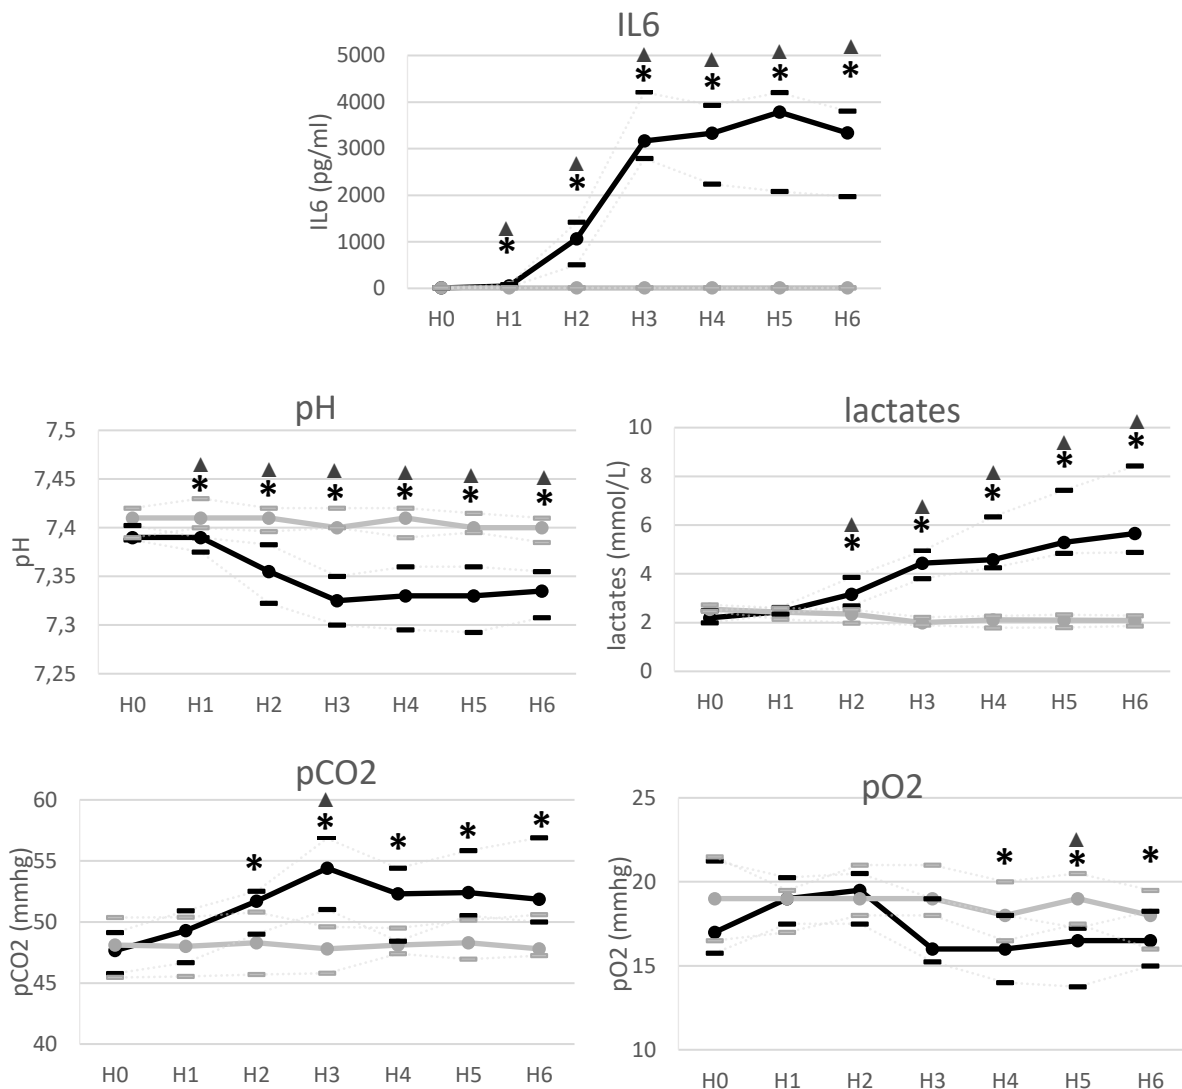 IL6
5000
4000
3000
2000
1000
0
IL6 (pg/ml)
H0 H1 H2 H3 H4 H5 H6
pH
7,5
7,45
7,4
7,35
7,3
7,25
pH
H0 H1 H2 H3 H4 H5 H6
lactates
10
8
6
4
2
0
lactates (mmol/L)
H0 H1 H2 H3 H4 H5 H6
pCO2
60
55
50
45
40
pCO2 (mmhg)
H0 H1 H2 H3 H4 H5 H6
pO2
25
20
15
10
pO2 (mmhg)
H0 H1 H2 H3 H4 H5 H6